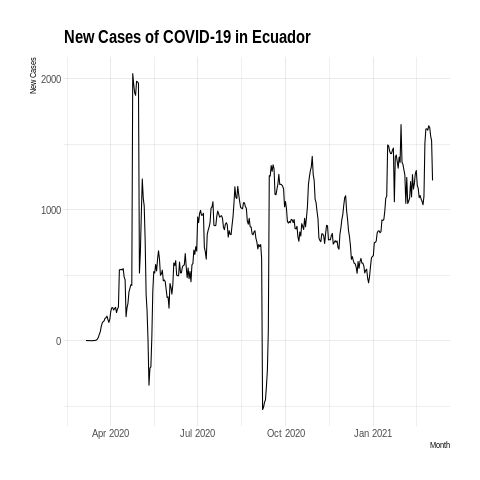 New Cases of COVID-19 in Ecuador
New Cases
2000
1000
0
Apr 2020
Jul 2020
Oct 2020
Jan 2021
Month